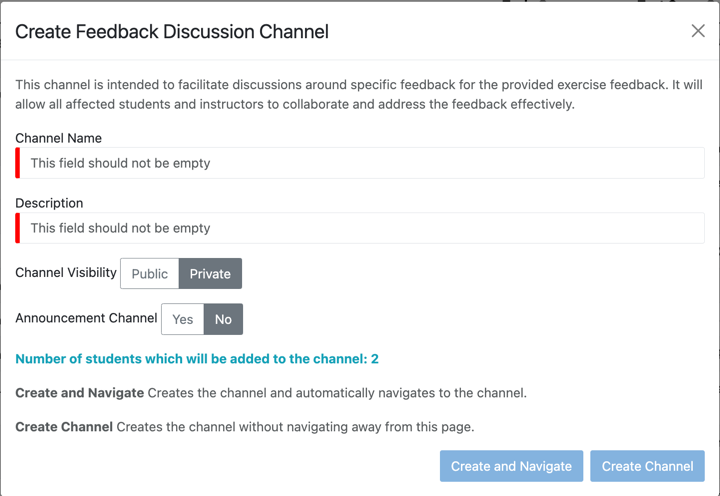 Create Feedback Discussion Channel
This channel is intended to facilitate discussions around specific feedback for the provided exercise feedback. It will
allow all affected students and instructors to collaborate and address the feedback effectively.
Channel Name
This field should not be empty
Description
This field should not be empty
Channel Visibility Public Private
Announcement Channel Yes No
Number of students which will be added to the channel: 2
Create and Navigate Creates the channel and automatically navigates to the channel.
Create Channel Creates the channel without navigating away from this page.
Create and Navigate Create Channel